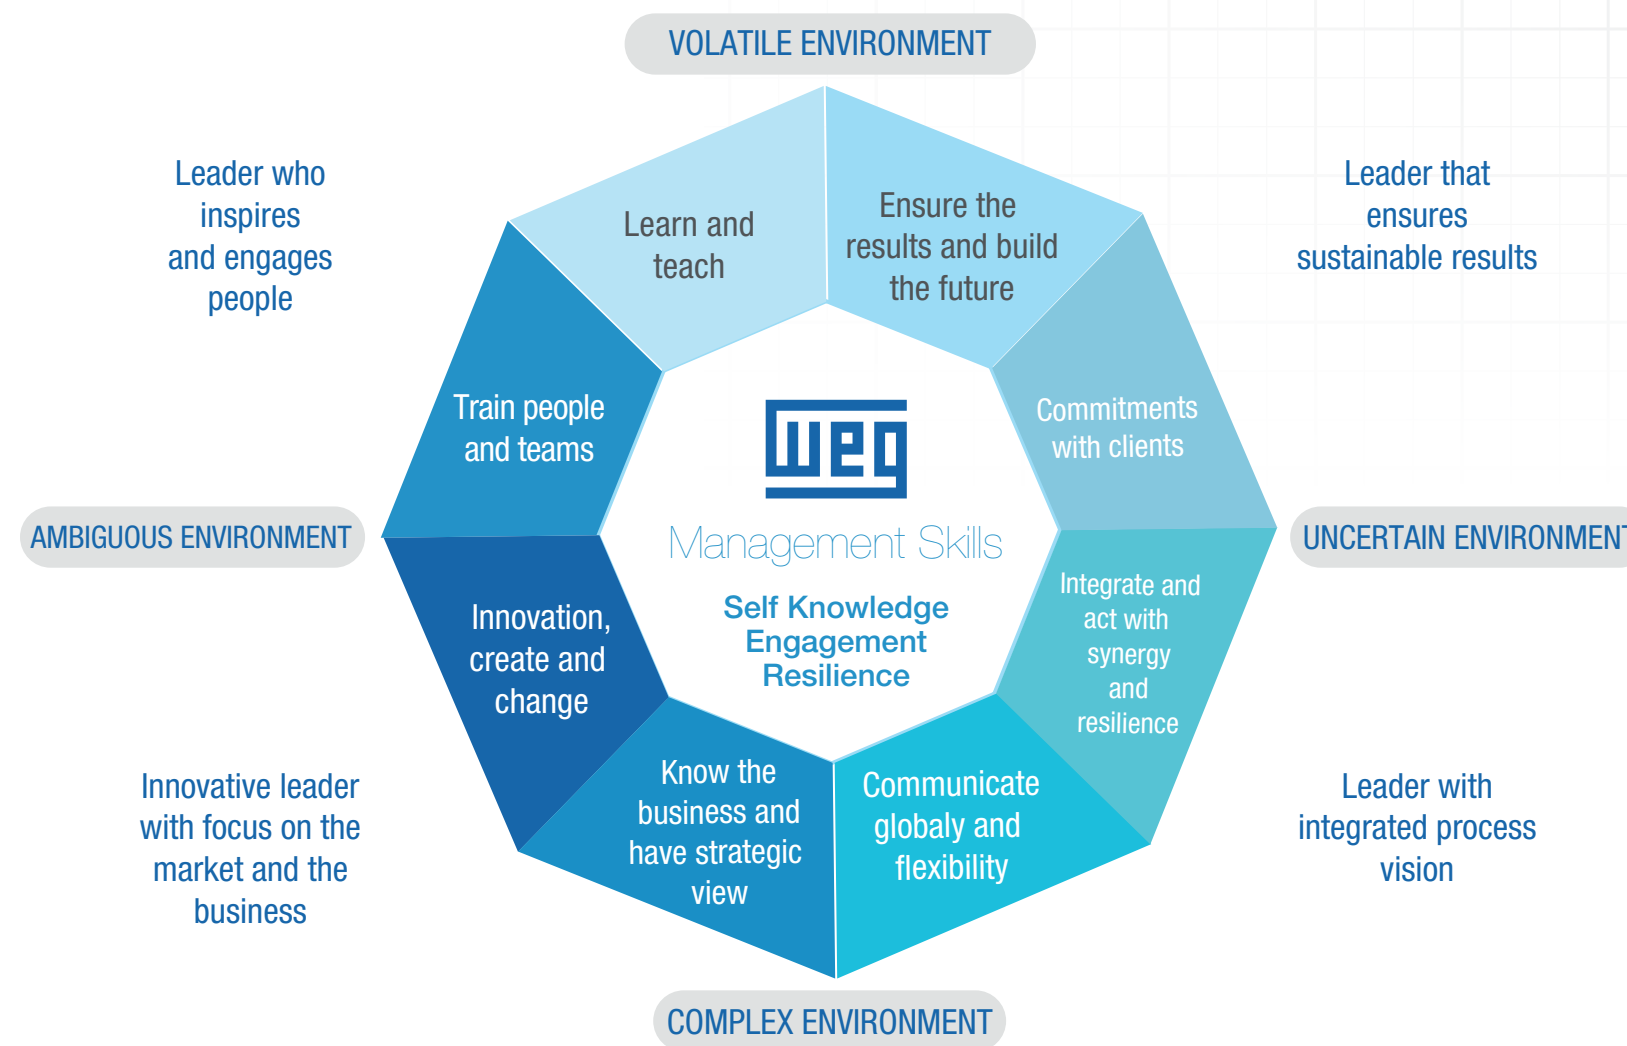 VOLATILE ENVIRONMENT
Leader who
inspires
and engages
people
Learn and
teach
Ensure the
results and build
the future
Leader that
ensures
sustainable results
Train people
and teams
Commitments
with clients
weg
Management Skills
Self Knowledge
Engagement
Resilience
AMBIGUOUS ENVIRONMENT
UNCERTAIN ENVIRONMENT
Innovation,
create and
change
Integrate and
act with
synergy
and
resilience
Know the
business and
have strategic
view
Communicate
globaly and
flexibility
Innovative leader
with focus on the
market and the
business
Leader with
integrated process
vision
COMPLEX ENVIRONMENT